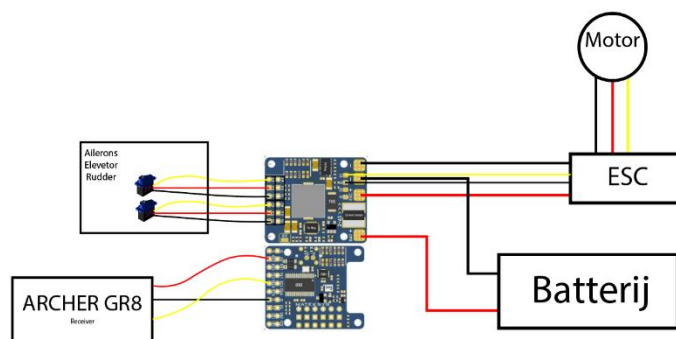 Motor
ESC
Ailerons
Elevetor
Rudder
ARCHER GR8
Receiver
Batterij